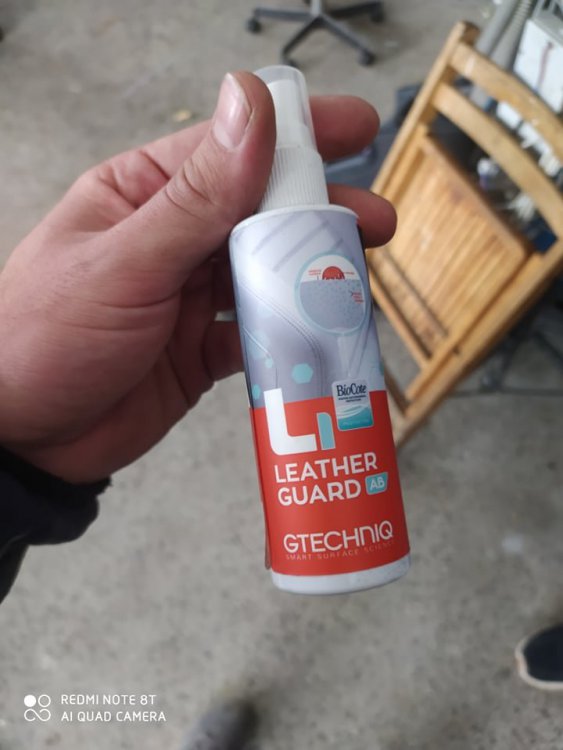 BioCote
L1
LEATHER
GUARD AB
GTECHNIQ
SMART SURFACE SCIENCE
REDMI NOTE 8T
AI QUAD CAMERA